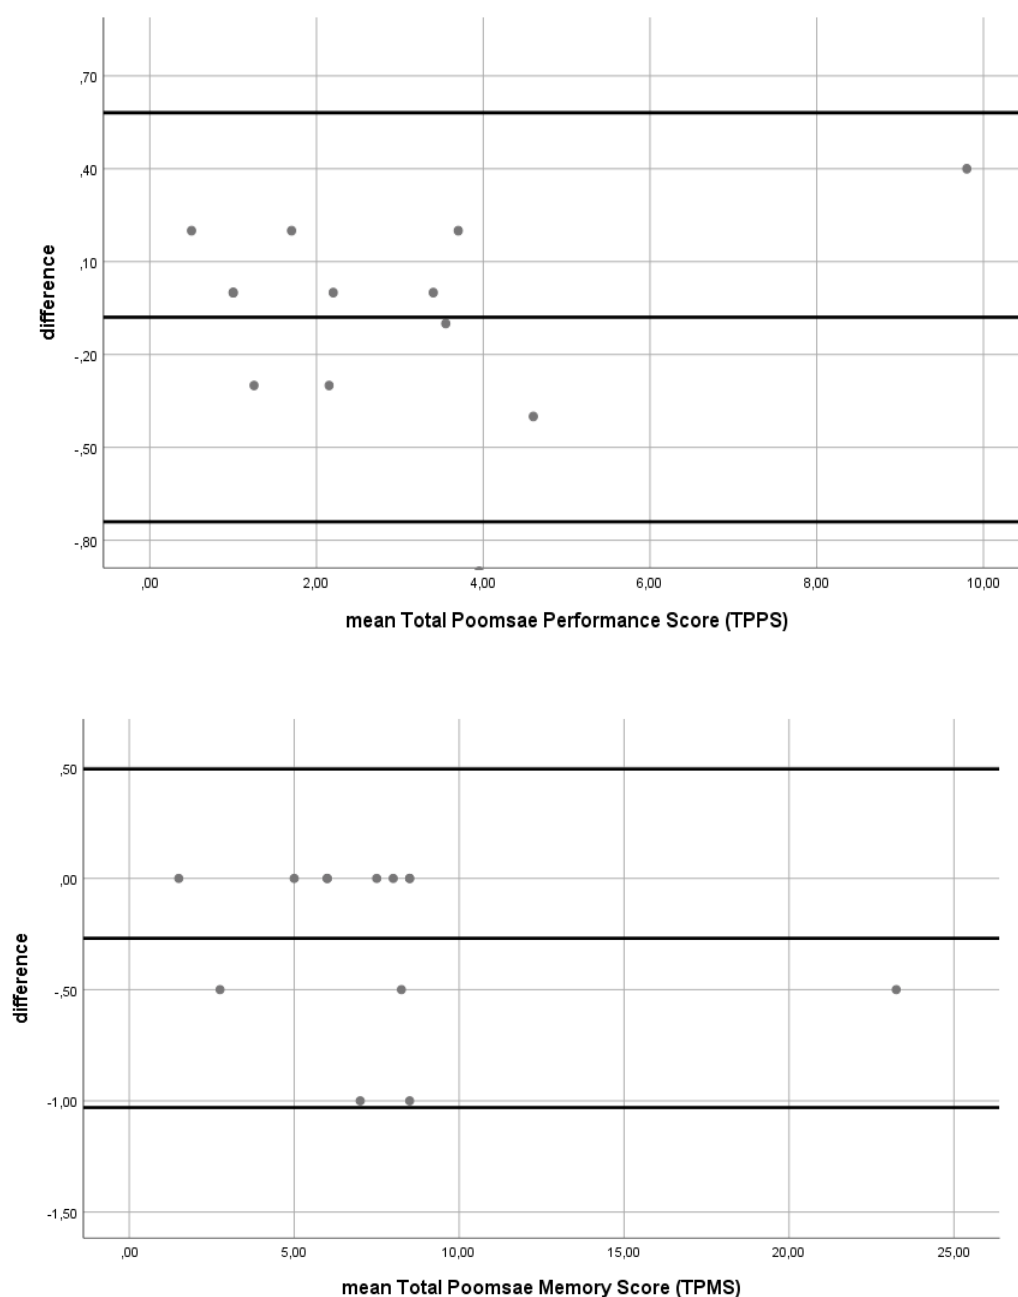 ,70
,40
,10
-,20
-,50
-,80
difference
,00 2,00 4,00 6,00 8,00 10,00
mean Total Poomsae Performance Score (TPPS)
,50
,00
-,50
-1,00
-1,50
difference
,00 5,00 10,00 15,00 20,00 25,00
mean Total Poomsae Memory Score (TPMS)